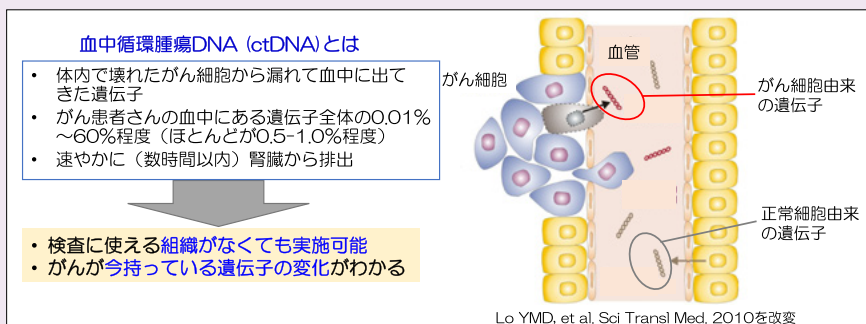 血中循環腫瘍DNA (ctDNA)とは
• 体内で壊れたがん細胞から漏れて血中に出て
きた遺伝子
• がん患者さんの血中にある遺伝子全体の0.01%
～60%程度（ほとんどが0.5-1.0%程度）
• 速やかに（数時間以内）腎臓から排出
• 検査に使える組織がなくても実施可能
• がんが今持っている遺伝子の変化がわかる
血管
がん細胞
がん細胞由来
の遺伝子
正常細胞由来
の遺伝子
Lo YMD, et al, Sci Transl Med, 2010を改変